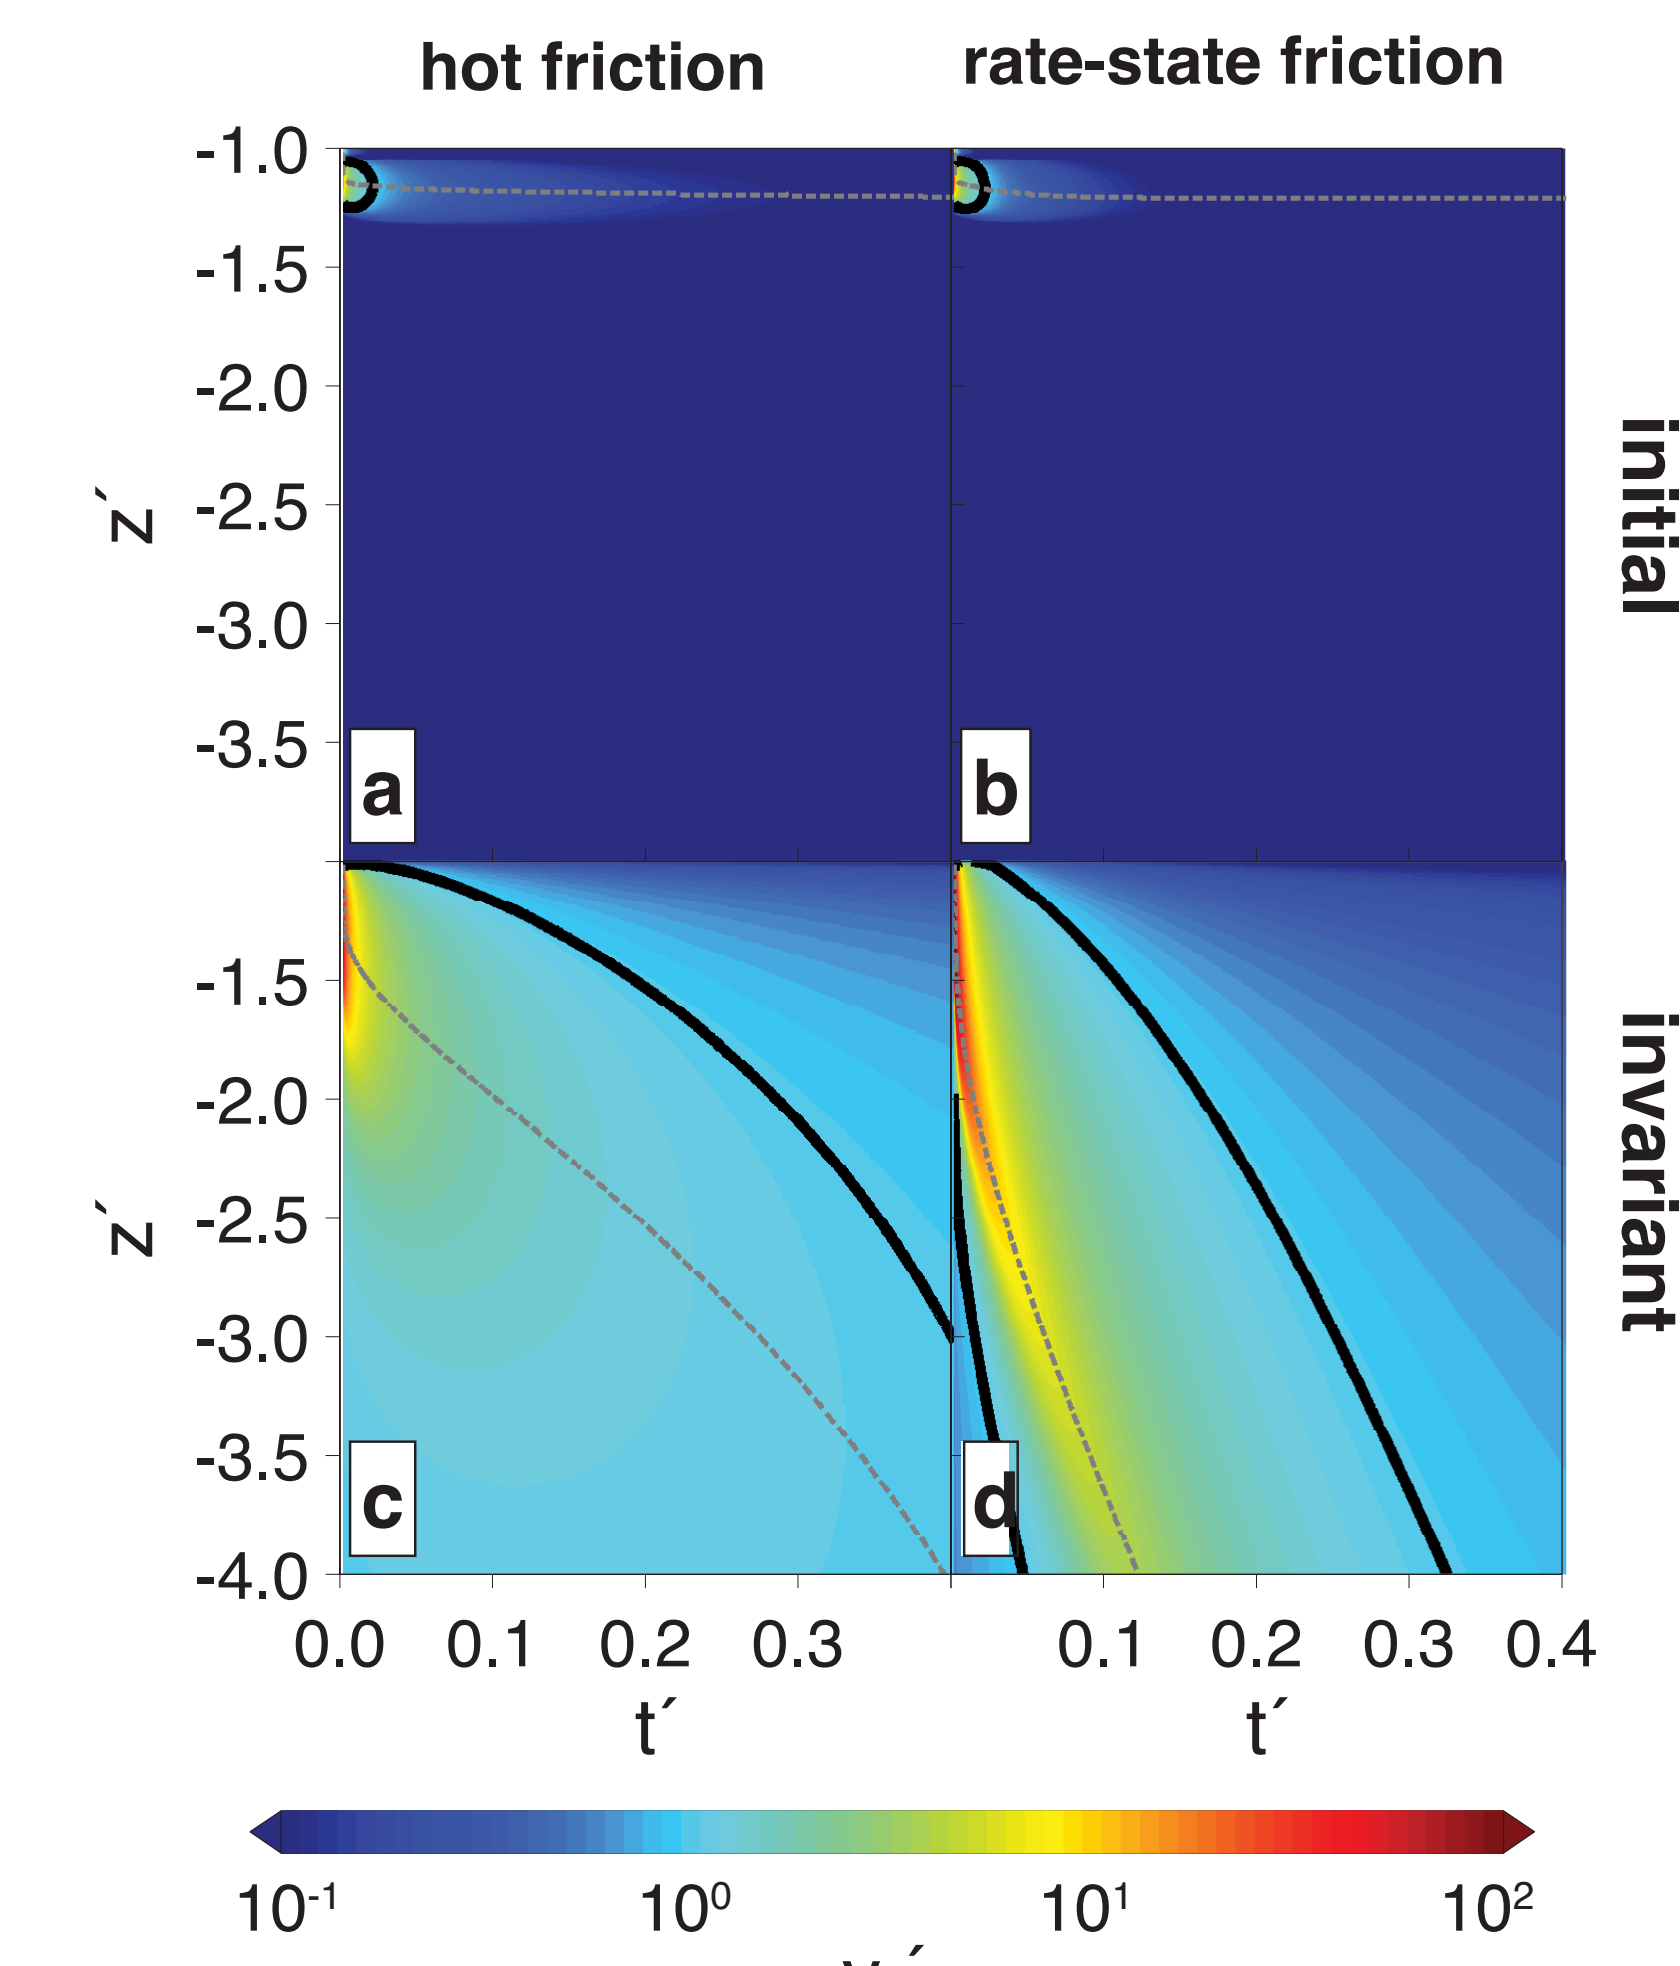 hot friction
rate-state friction
-1.0
-1.5
-2.0
-2.5
-3.0
-3.5
z´
a
b
initial
-1.5
-2.0
-2.5
-3.0
-3.5
-4.0
z´
c
d
invariant
0.0 0.1 0.2 0.3
0.1 0.2 0.3 0.4
t´
t´
10-1 100 101 102